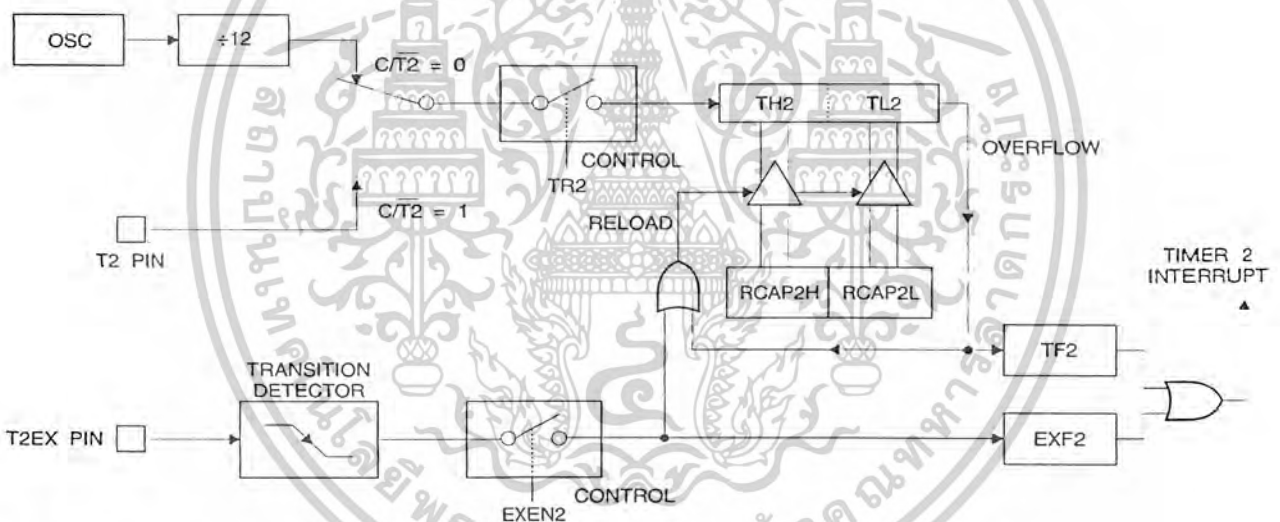 OSC
÷12
C/T2 = 0
TH2
TL2
CONTROL
TR2
OVERFLOW
C/T2 = 1
RELOAD
T2 PIN
TIMER 2
INTERRUPT
RCAP2H
RCAP2L
TF2
TRANSITION
DETECTOR
T2EX PIN
EXF2
CONTROL
EXEN2